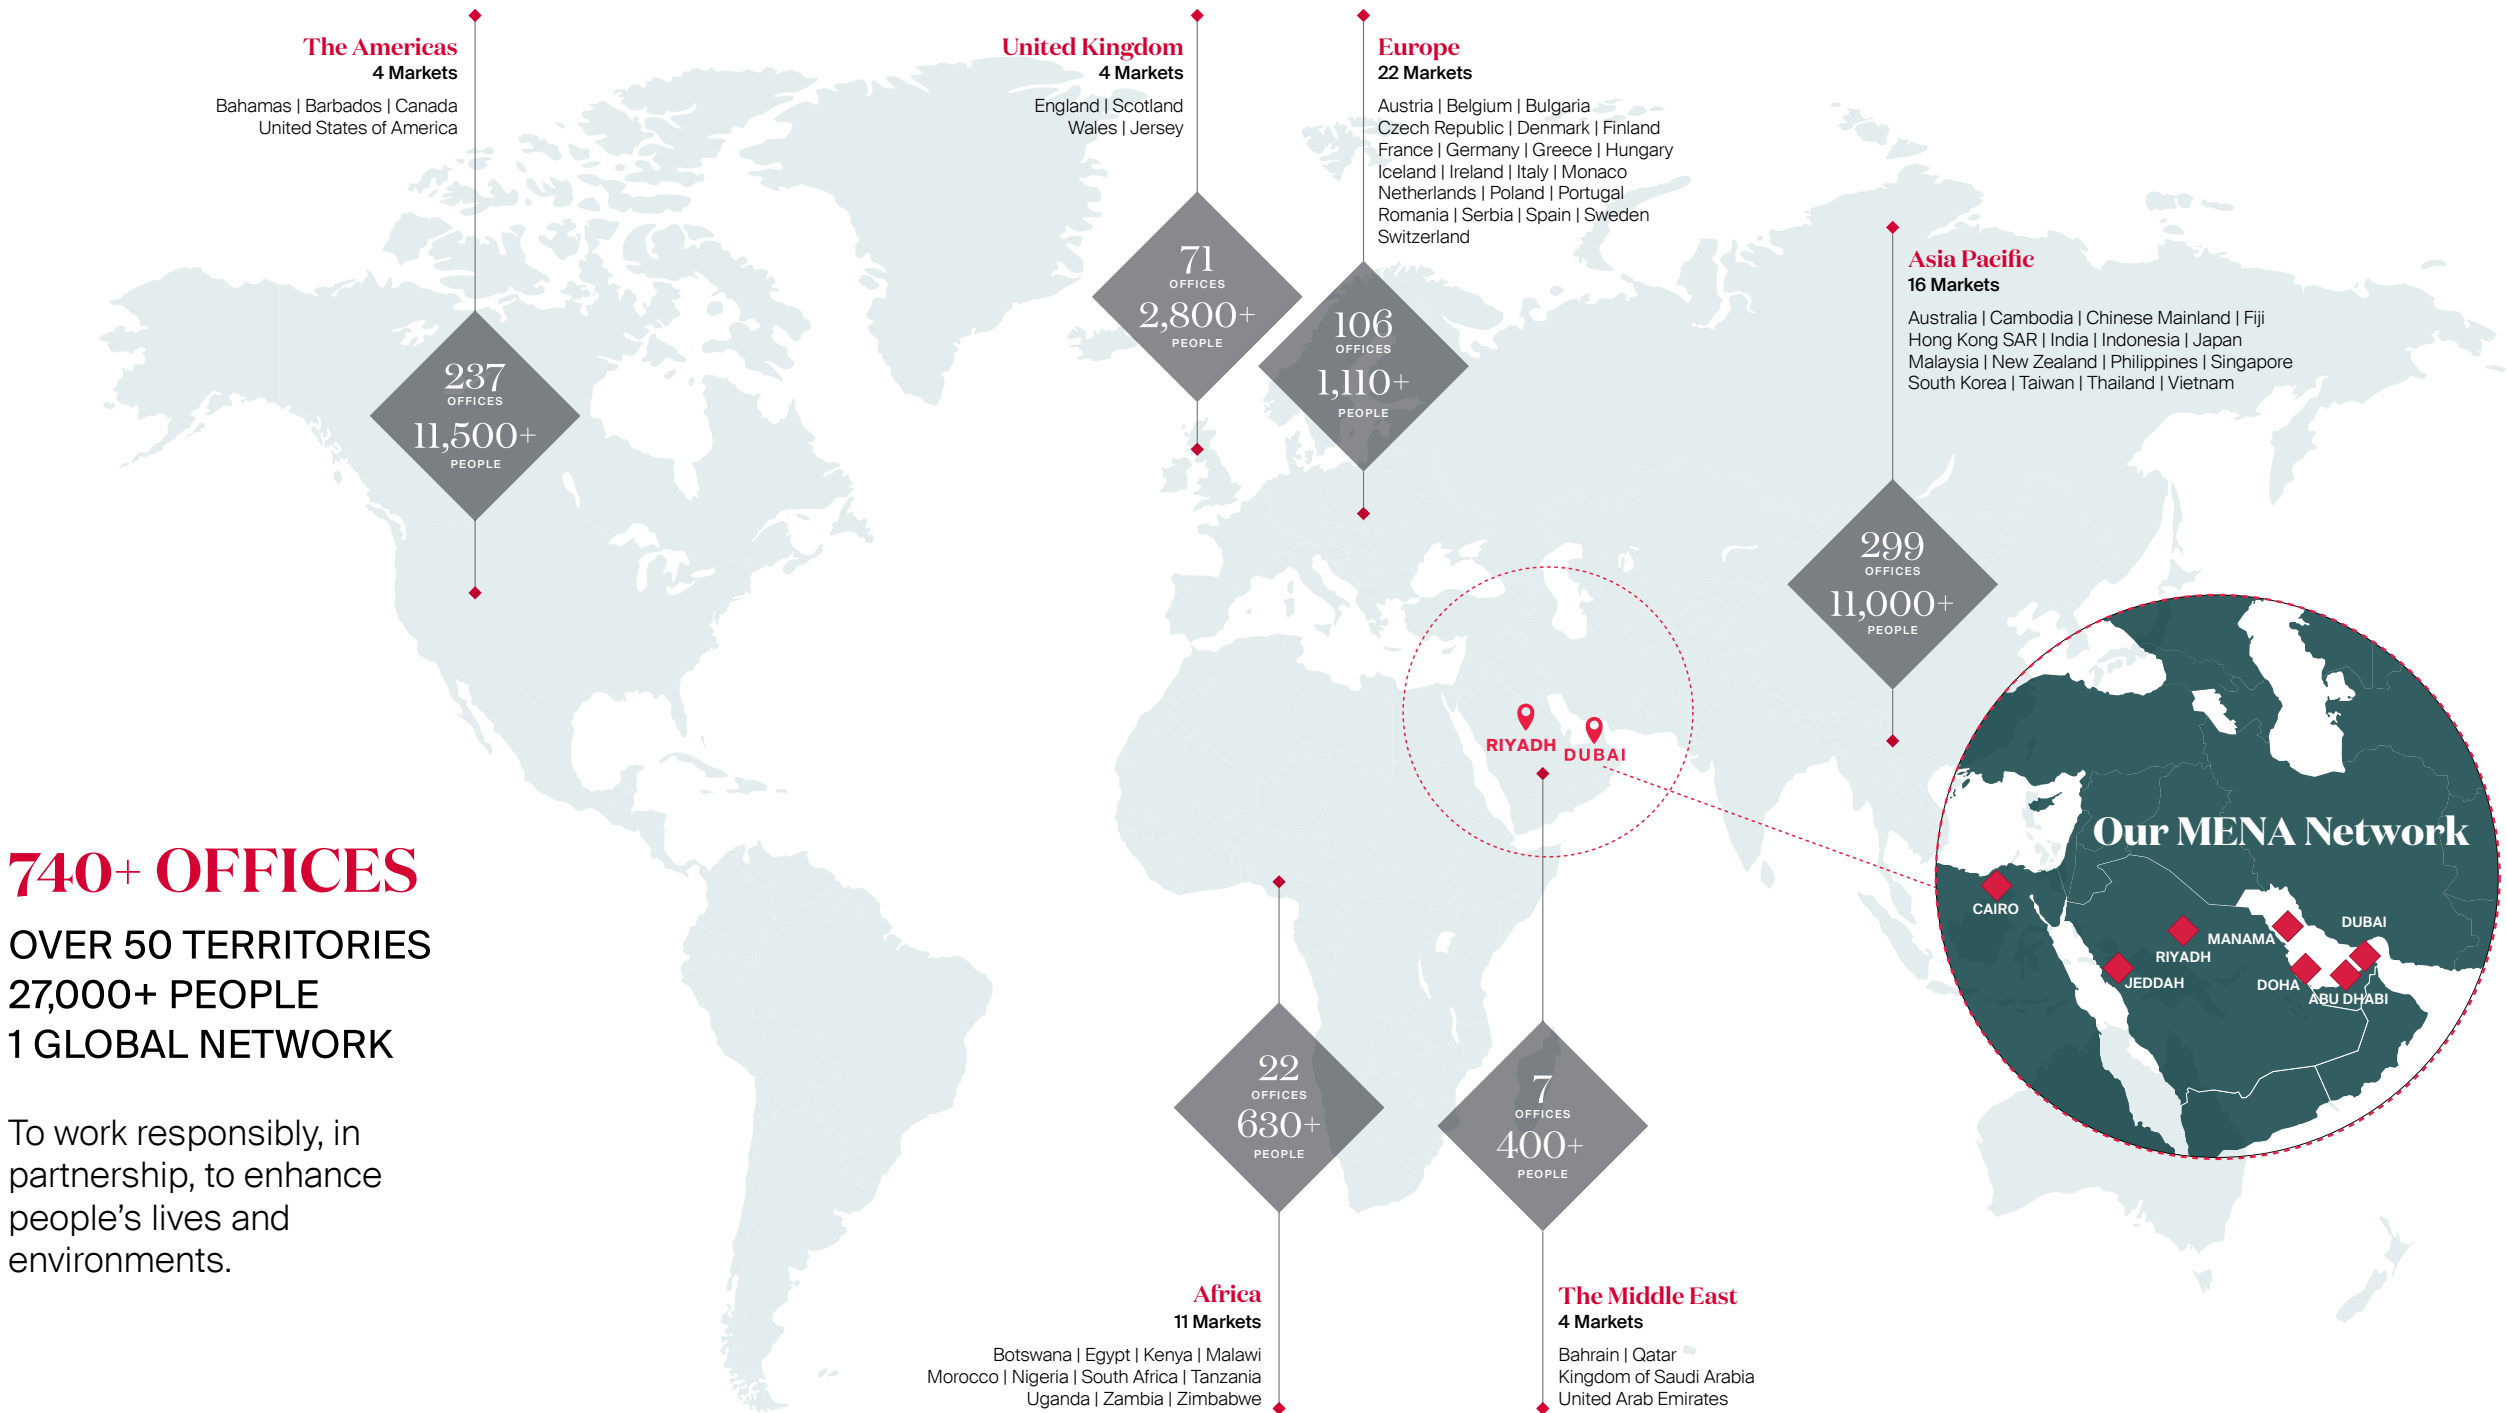 The Americas
4 Markets
Bahamas | Barbados | Canada
United States of America
237
OFFICES
11,500+
PEOPLE
United Kingdom
4 Markets
England | Scotland
Wales | Jersey
71
OFFICES
2,800+
PEOPLE
Europe
22 Markets
Austria | Belgium | Bulgaria
Czech Republic | Denmark | Finland
France | Germany | Greece | Hungary
Iceland | Ireland | Italy | Monaco
Netherlands | Poland | Portugal
Romania | Serbia | Spain | Sweden
Switzerland
106
OFFICES
1,110+
PEOPLE
Asia Pacific
16 Markets
Australia | Cambodia | Chinese Mainland | Fiji
Hong Kong SAR | India | Indonesia | Japan
Malaysia | New Zealand | Philippines | Singapore
South Korea | Taiwan | Thailand | Vietnam
299
OFFICES
11,000+
PEOPLE
RIYADH
DUBAI
Our MENA Network
CAIRO
DUBAI
MANAMA
RIYADH
JEDDAH
DOHA
ABU DHABI
740+ OFFICES
OVER 50 TERRITORIES
27,000+ PEOPLE
1 GLOBAL NETWORK
To work responsibly, in
partnership, to enhance
people's lives and
environments.
22
OFFICES
630+
PEOPLE
Africa
11 Markets
Botswana | Egypt | Kenya | Malawi
Morocco | Nigeria | South Africa | Tanzania
Uganda | Zambia | Zimbabwe
7
OFFICES
400+
PEOPLE
The Middle East
4 Markets
Bahrain | Qatar
Kingdom of Saudi Arabia
United Arab Emirates